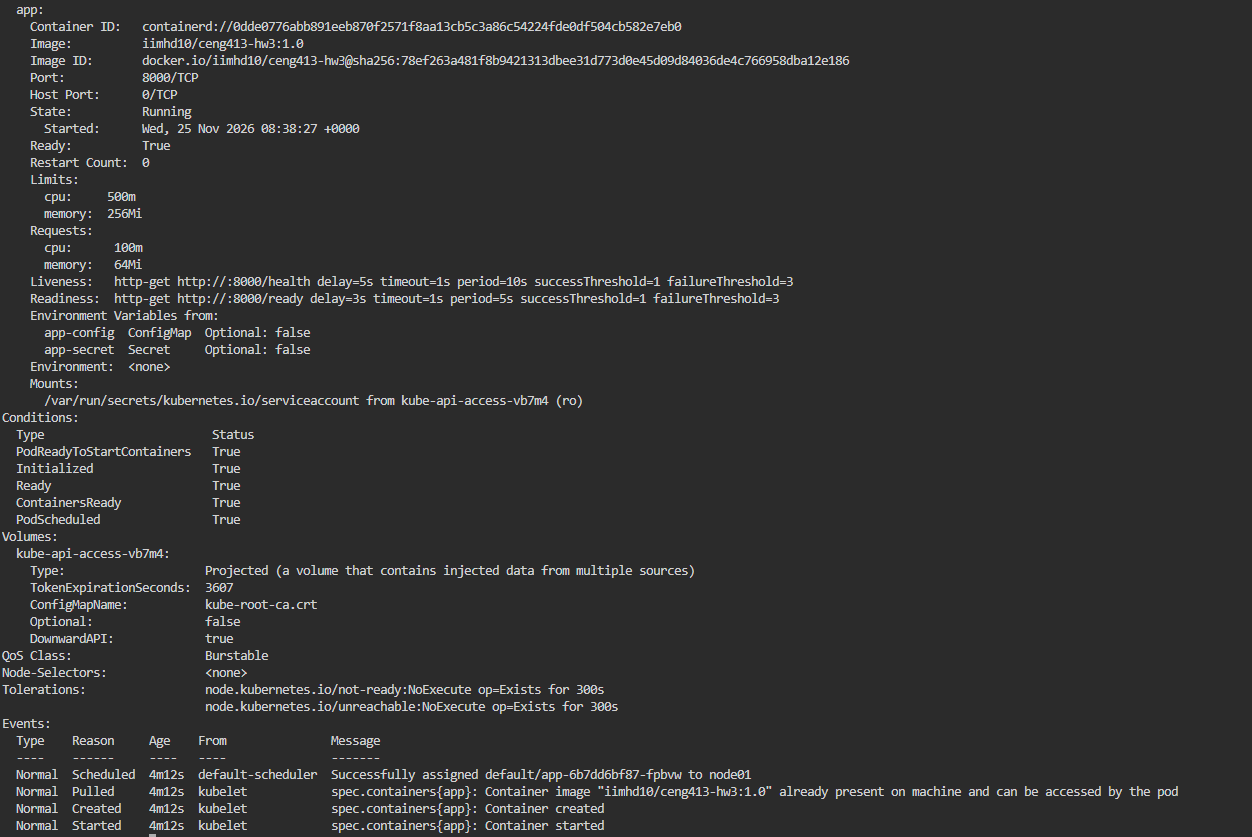 app:
Container ID: containerd://0dde0776abb891eeb870f2571f8aa13cb5c3a86c54224fde0df504cb582e7eb0
Image: iimhd10/ceng413-hw3:1.0
Image ID: docker.io/iimhd10/ceng413-hw3@sha256:78ef263a481f8b9421313dbee31d773d0e45d09d84036de4c766958dba12e186
Port: 8000/TCP
Host Port: 0/TCP
State: Running
Started: Wed, 25 Nov 2026 08:38:27 +0000
Ready: True
Restart Count: 0
Limits:
cpu: 500m
memory: 256Mi
Requests:
cpu: 100m
memory: 64Mi
Liveness: http-get http://:8000/health delay=5s timeout=1s period=10s successThreshold=1 failureThreshold=3
Readiness: http-get http://:8000/ready delay=3s timeout=1s period=5s successThreshold=1 failureThreshold=3
Environment Variables from:
app-config ConfigMap Optional: false
app-secret Secret Optional: false
Environment: <none>
Mounts:
/var/run/secrets/kubernetes.io/serviceaccount from kube-api-access-vb7m4 (ro)
Conditions:
Type Status
PodReadyToStartContainers True
Initialized True
Ready True
ContainersReady True
PodScheduled True
Volumes:
kube-api-access-vb7m4:
Type: Projected (a volume that contains injected data from multiple sources)
TokenExpirationSeconds: 3607
ConfigMapName: kube-root-ca.crt
Optional: false
DownwardAPI: true
QoS Class: Burstable
Node-Selectors: <none>
Tolerations: node.kubernetes.io/not-ready:NoExecute op=Exists for 300s
node.kubernetes.io/unreachable:NoExecute op=Exists for 300s
Events:
Type Reason Age From Message
---- ------ ---- ---- -------
Normal Scheduled 4m12s default-scheduler Successfully assigned default/app-6b7dd6bf87-fpbvw to node01
Normal Pulled 4m12s kubelet spec.containers{app}: Container image "iimhd10/ceng413-hw3:1.0" already present on machine and can be accessed by the pod
Normal Created 4m12s kubelet spec.containers{app}: Container created
Normal Started 4m12s kubelet spec.containers{app}: Container started